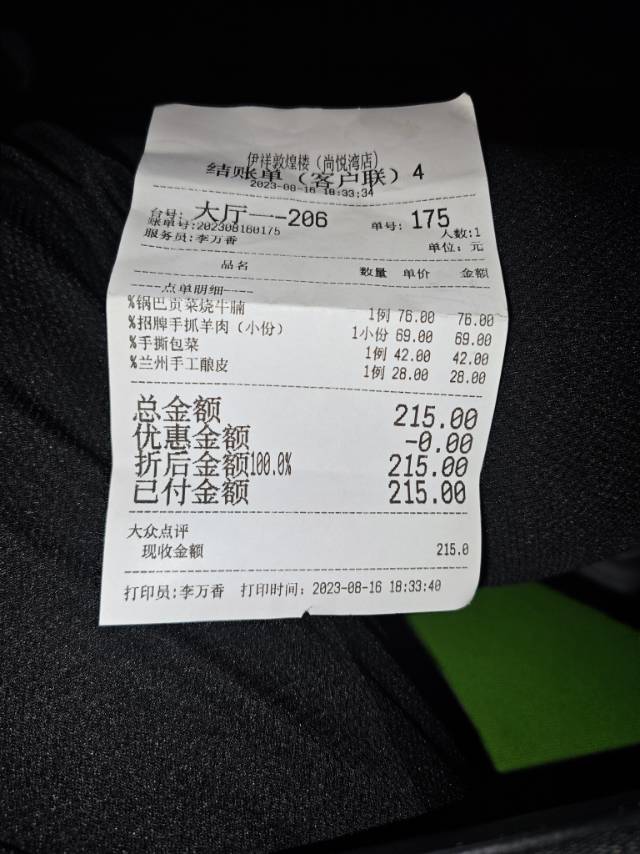 伊祥敦煌楼（尚悦湾店）
结账单（客户联）4
2023-08-16 18:33:34
台号: 大厅一-206 单号: 175
账单号:202308160175 人数:1
服务员:李万香 单位: 元
品名 数量 单价 金额
点单明细
%锅巴贡菜烧牛腩 1例 76.00 76.00
%招牌手抓羊肉（小份） 1小份 69.00 69.00
%手撕包菜 1例 42.00 42.00
%兰州手工酿皮 1例 28.00 28.00
总金额 215.00
优惠金额 -0.00
折后金额100.0% 215.00
已付金额 215.00
大众点评
现收金额 215.0
打印员:李万香 打印时间: 2023-08-16 18:33:40